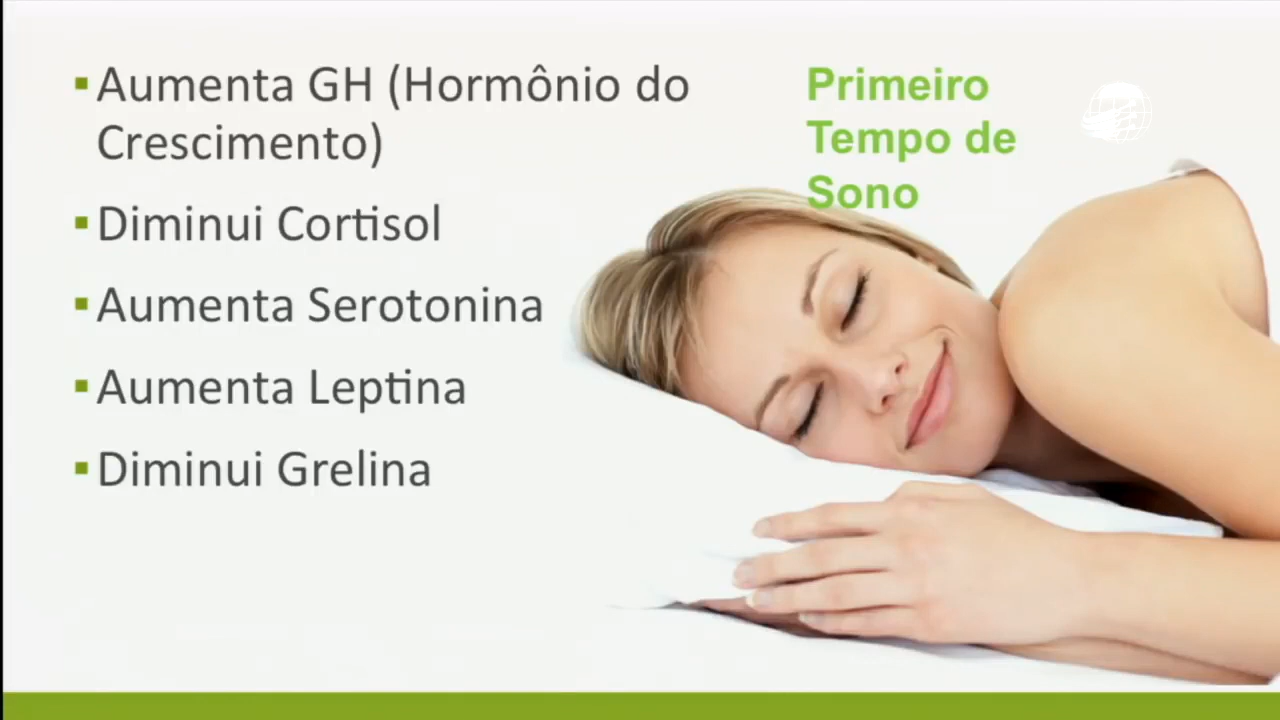 ▪Aumenta GH (Hormônio do
Crescimento)
▪Diminui Cortisol
▪Aumenta Serotonina
▪Aumenta Leptina
▪Diminui Grelina
Primeiro
Tempo de
Sono